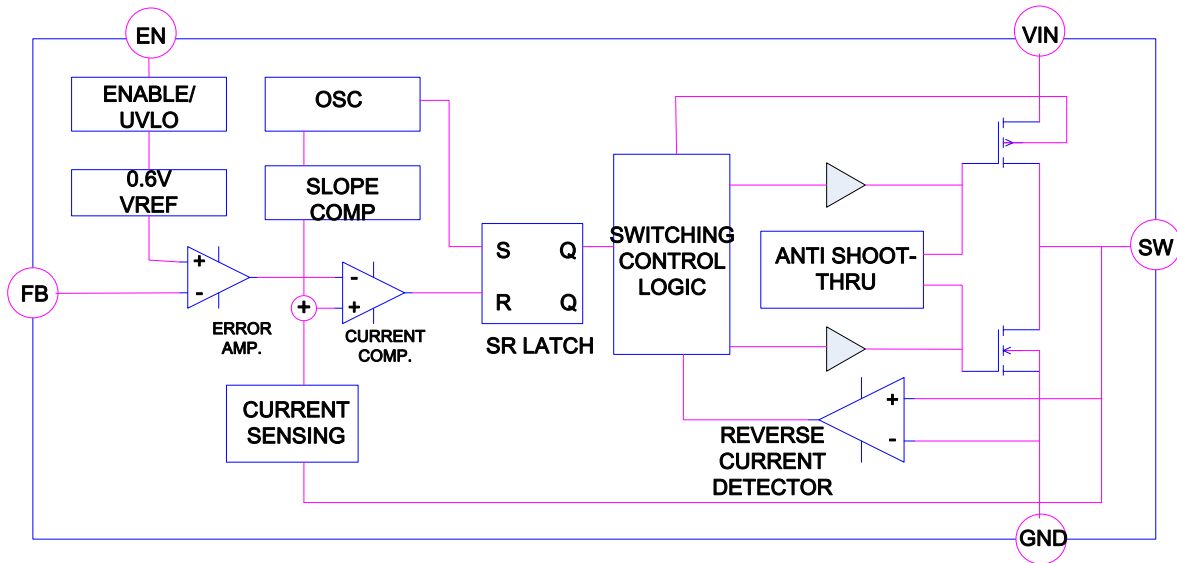 EN
VIN
ENABLE/
UVLO
OSC
0.6V
VREF
SLOPE
COMP
S
Q
R
Q
SR LATCH
SWITCHING
CONTROL
LOGIC
ANTI SHOOT-
THRU
SW
FB
+
-
ERROR
AMP.
+
-
+
CURRENT
COMP.
CURRENT
SENSING
+
-
REVERSE
CURRENT
DETECTOR
GND